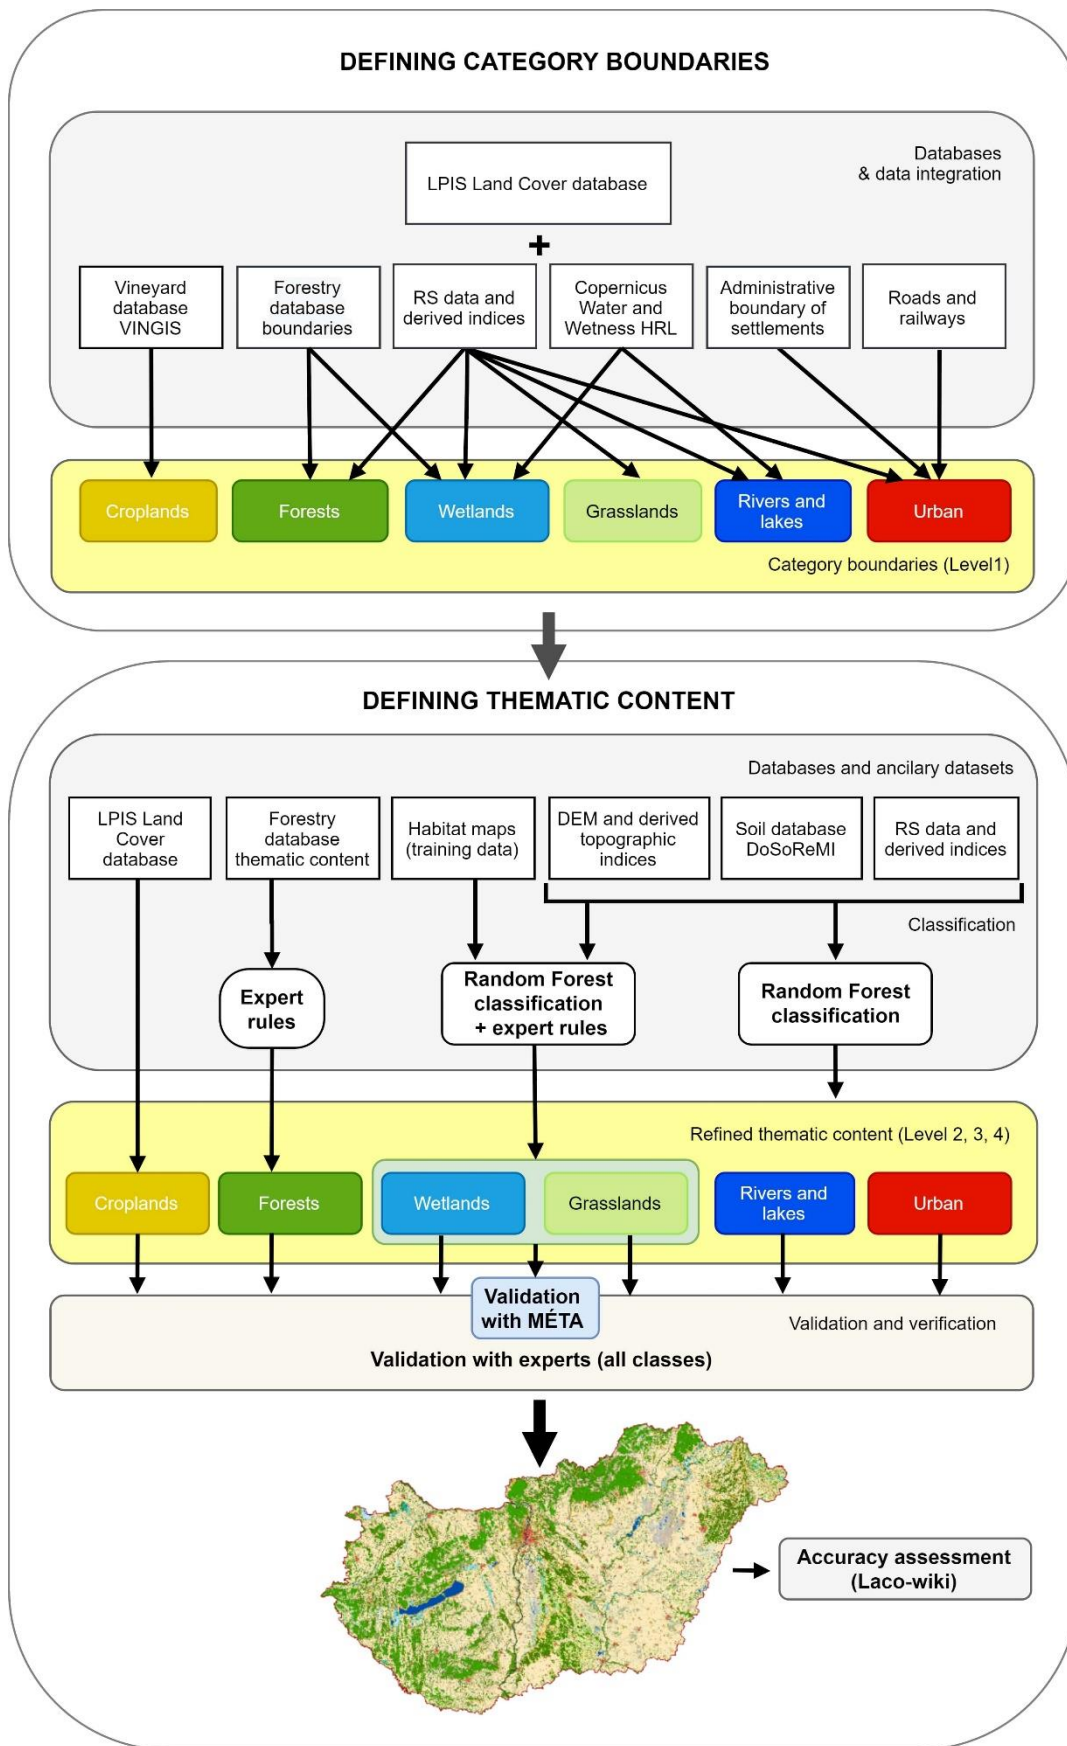 DEFINING CATEGORY BOUNDARIES
Databases
& data integration
LPIS Land Cover database
+
Vineyard
database
VINGIS
Forestry
database
boundaries
RS data and
derived indices
Copernicus
Water and
Wetness HRL
Administrative
boundary of
settlements
Roads and
railways
Croplands
Forests
Wetlands
Grasslands
Rivers and
lakes
Urban
Category boundaries (Level1)
DEFINING THEMATIC CONTENT
Databases and ancilary datasets
LPIS Land
Cover
database
Forestry
database
thematic content
Habitat maps
(training data)
DEM and derived
topographic
indices
Soil database
DoSoReMI
RS data and
derived indices
Classification
Expert
rules
Random Forest
classification
+ expert rules
Random Forest
classification
Refined thematic content (Level 2, 3, 4)
Croplands
Forests
Wetlands
Grasslands
Rivers and
lakes
Urban
Validation
with MÉTA
Validation and verification
Validation with experts (all classes)
Accuracy assessment
(Laco-wiki)